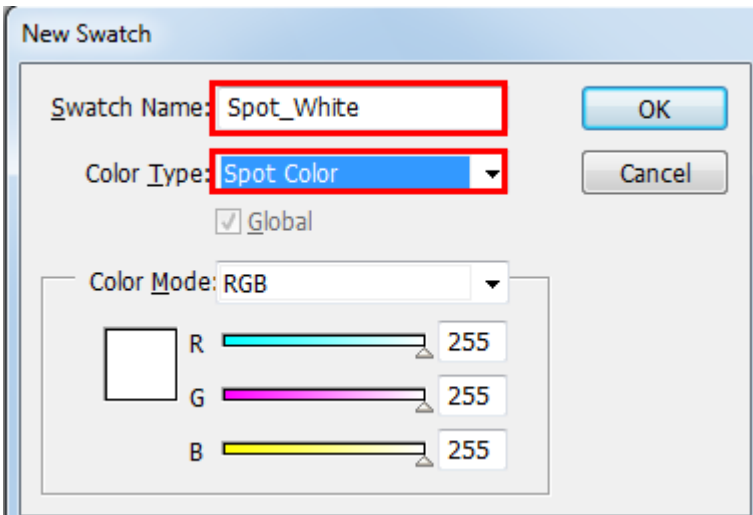 New Swatch
Swatch Name: Spot_White
OK
Color Type: Spot Color
Cancel
Global
Color Mode: RGB
R 255
G 255
B 255